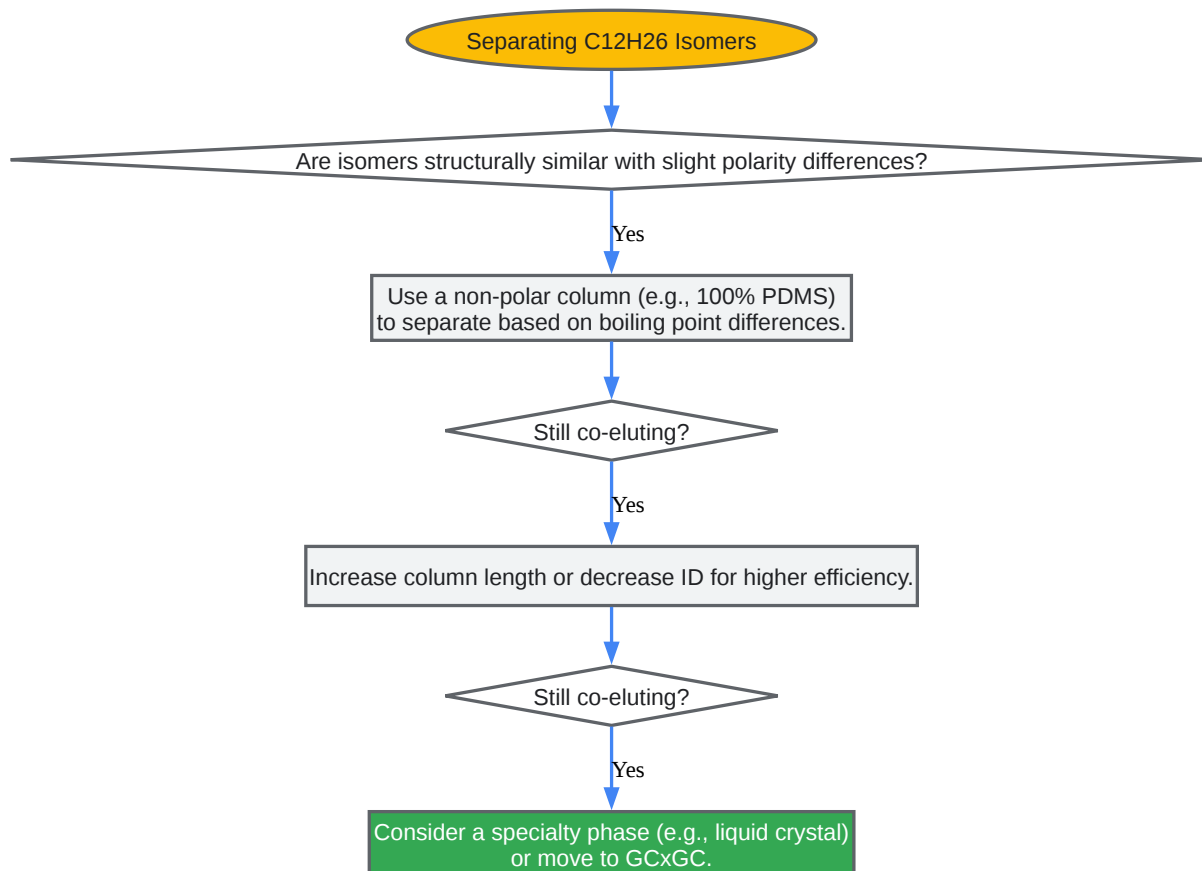 Separating C12H26 Isomers
Are isomers structurally similar with slight polarity differences?
Yes
Use a non-polar column (e.g., 100% PDMS)
to separate based on boiling point differences.
Still co-eluting?
Yes
Increase column length or decrease ID for higher efficiency.
Still co-eluting?
Yes
Consider a specialty phase (e.g., liquid crystal)
or move to GCxGC.